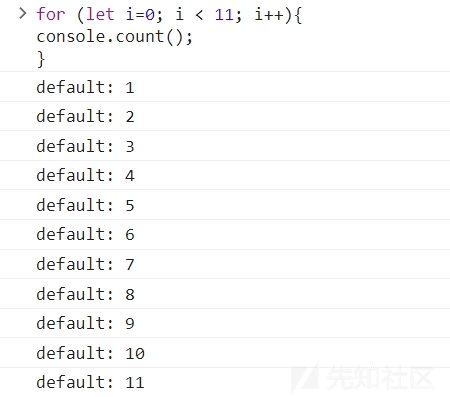 for (let i=0; i < 11; i++){
console.count();
}
default: 1
default: 2
default: 3
default: 4
default: 5
default: 6
default: 7
default: 8
default: 9
default: 10
default: 11
先知社区